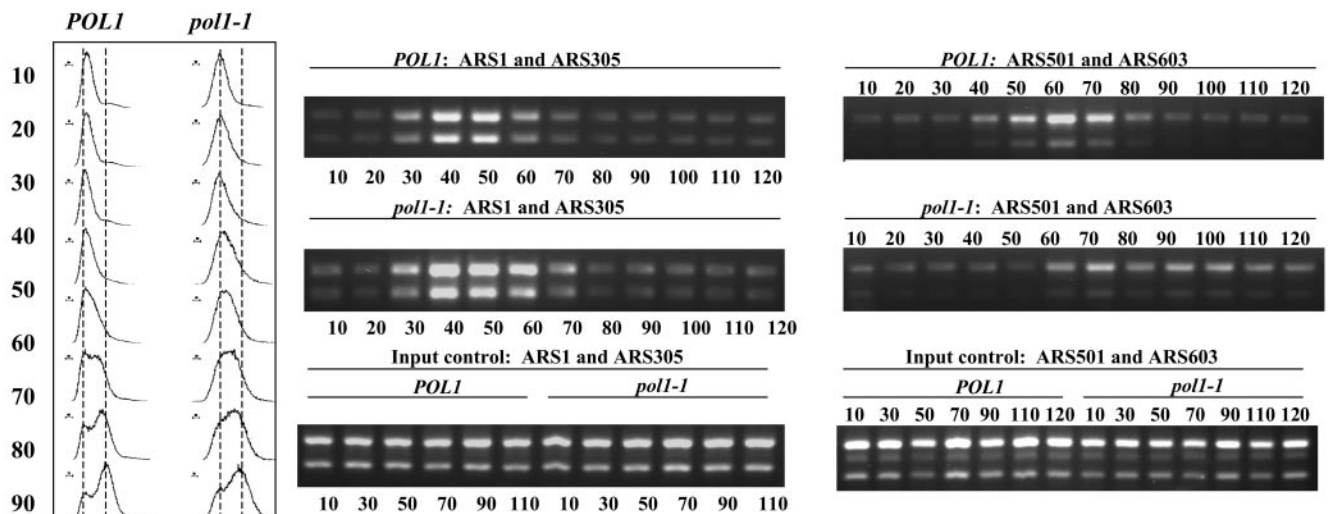 POL1 pol1-1
10
20
30
40
50
60
70
80
90
POL1: ARS1 and ARS305
10 20 30 40 50 60 70 80 90 100 110 120
pol1-1: ARS1 and ARS305
10 20 30 40 50 60 70 80 90 100 110 120
Input control: ARS1 and ARS305
POL1 pol1-1
10 30 50 70 90 110 10 30 50 70 90 110
POL1: ARS501 and ARS603
10 20 30 40 50 60 70 80 90 100 110 120
pol1-1: ARS501 and ARS603
10 20 30 40 50 60 70 80 90 100 110 120
Input control: ARS501 and ARS603
POL1 pol1-1
10 30 50 70 90 110 120 10 30 50 70 90 110 120